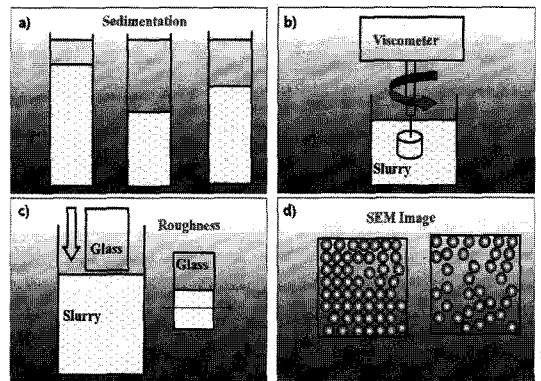 a)
Sedimentation
b)
Viscometer
Slurry
c)
Glass
Roughness
Glass
Slurry
d)
SEM Image